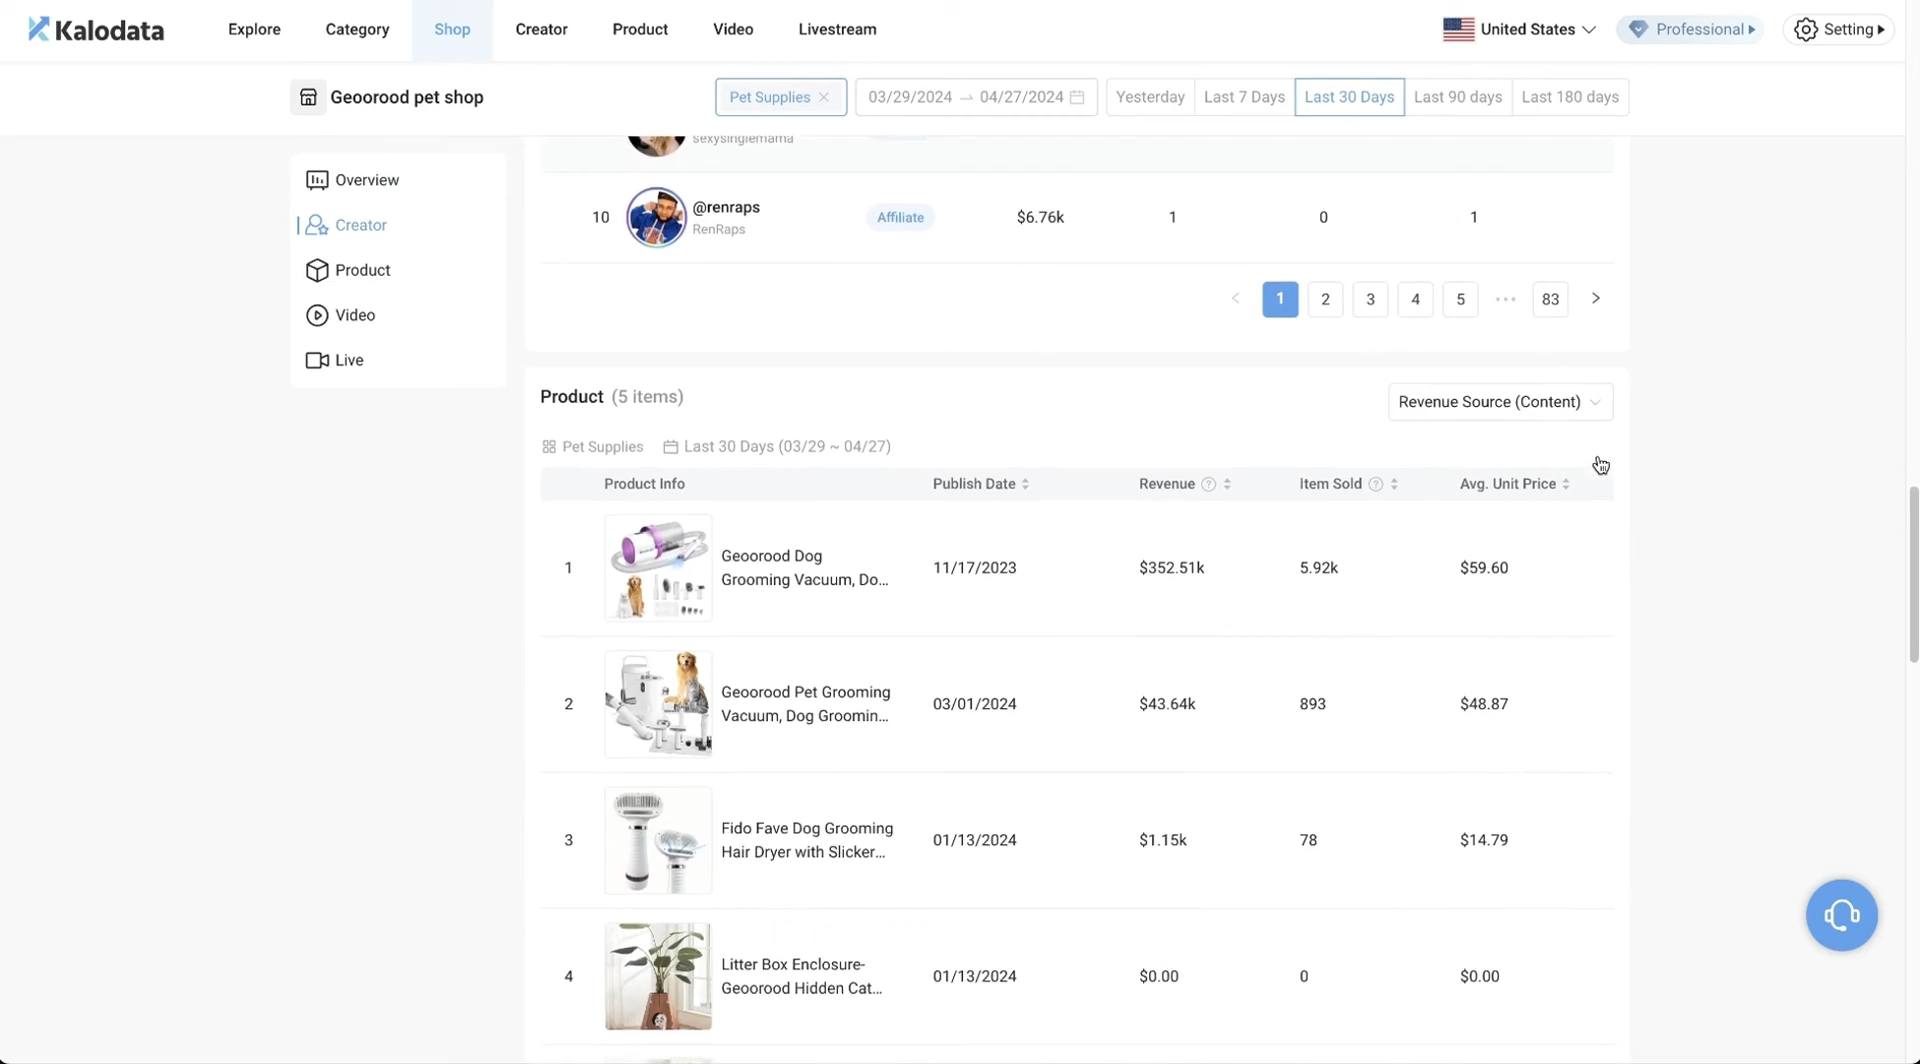 Kalodata
Explore
Category
Shop
Creator
Product
Video
Livestream
United States
Professional
Setting
Geoorood pet shop
Pet Supplies
03/29/2024 → 04/27/2024
Yesterday
Last 7 Days
Last 30 Days
Last 90 days
Last 180 days
Overview
Creator
Product
Video
Live
sexysinglemama
10 @renraps Affiliate $6.76k 1 0 1
RenRaps
1 2 3 4 5 ••• 83
Product (5 items)
Revenue Source (Content)
Pet Supplies Last 30 Days (03/29 ~ 04/27)
Product Info Publish Date Revenue Item Sold Avg. Unit Price
1 Geoorood Dog
Grooming Vacuum, Do...
11/17/2023 $352.51k 5.92k $59.60
2 Geoorood Pet Grooming
Vacuum, Dog Groomin...
03/01/2024 $43.64k 893 $48.87
3 Fido Fave Dog Grooming
Hair Dryer with Slicker...
01/13/2024 $1.15k 78 $14.79
4 Litter Box Enclosure-
Geoorood Hidden Cat...
01/13/2024 $0.00 0 $0.00